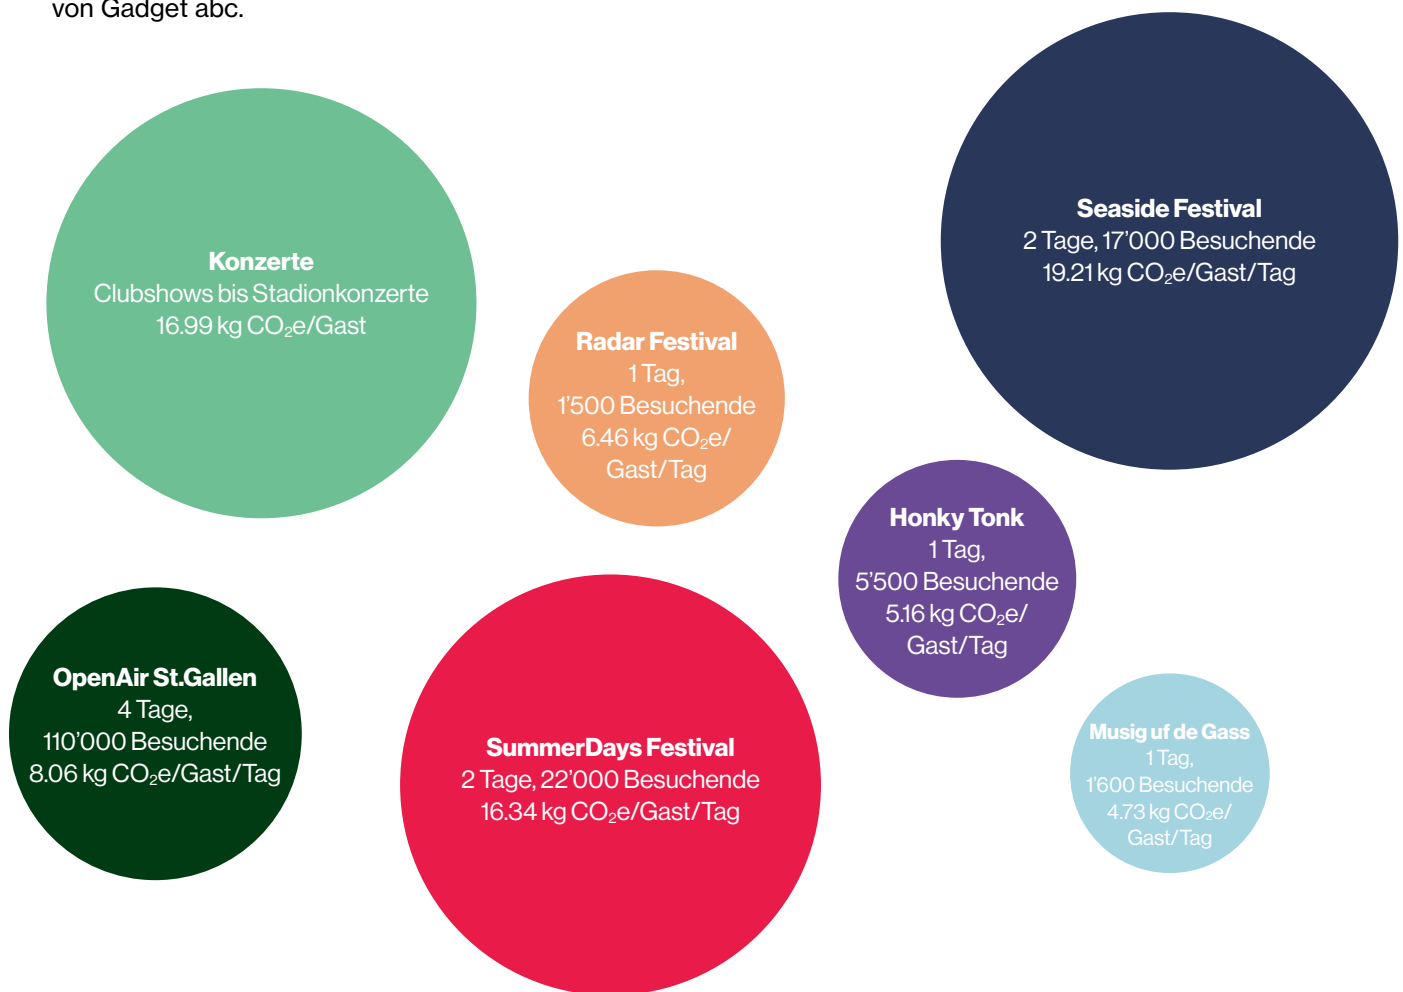 von Gadget abc.
Seaside Festival
2 Tage, 17’000 Besuchende
19.21 kg CO₂e/Gast/Tag
Konzerte
Clubshows bis Stadionkonzerte
16.99 kg CO₂e/Gast
Radar Festival
1 Tag,
1’500 Besuchende
6.46 kg CO₂e/
Gast/Tag
Honky Tonk
1 Tag,
5’500 Besuchende
5.16 kg CO₂e/
Gast/Tag
OpenAir St.Gallen
4 Tage,
110’000 Besuchende
8.06 kg CO₂e/Gast/Tag
SummerDays Festival
2 Tage, 22’000 Besuchende
16.34 kg CO₂e/Gast/Tag
Musig uf de Gass
1 Tag,
1’600 Besuchende
4.73 kg CO₂e/
Gast/Tag